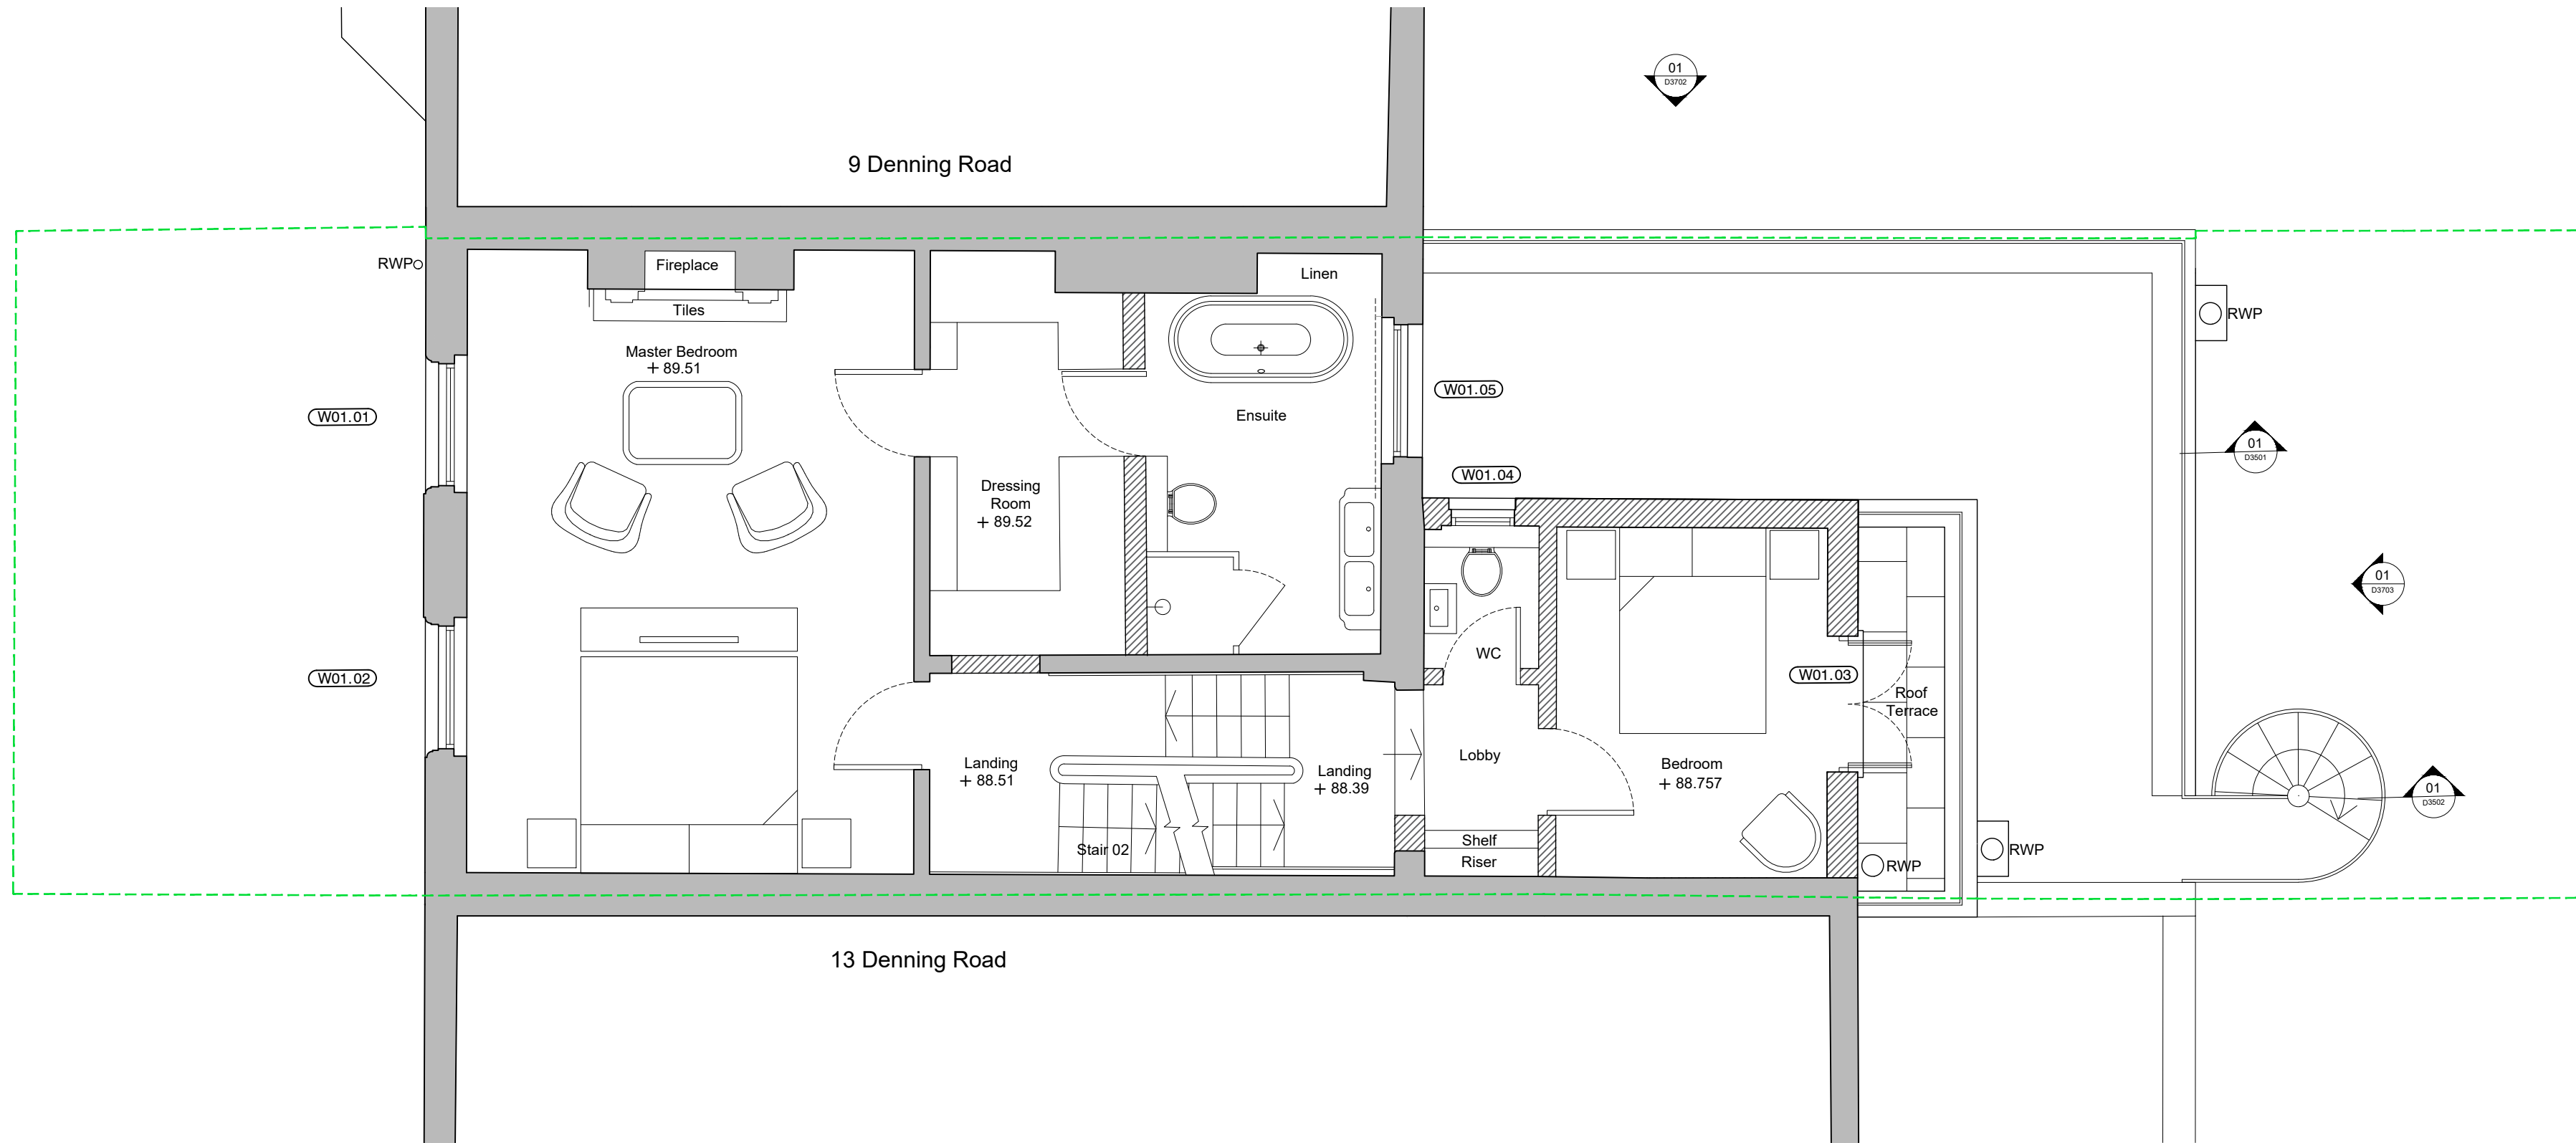 01
D3702
9 Denning Road
RWP
Fireplace
Linen
Tiles
RWP
Master Bedroom
+ 89.51
W01.01
W01.05
Ensuite
01
D3501
W01.04
Dressing
Room
+ 89.52
01
D3703
WC
W01.02
W01.03
Roof
Terrace
Landing
+ 88.51
Landing
+ 88.39
Lobby
Bedroom
+ 88.757
01
D3502
Stair 02
Shelf
Riser
RWP
RWP
13 Denning Road